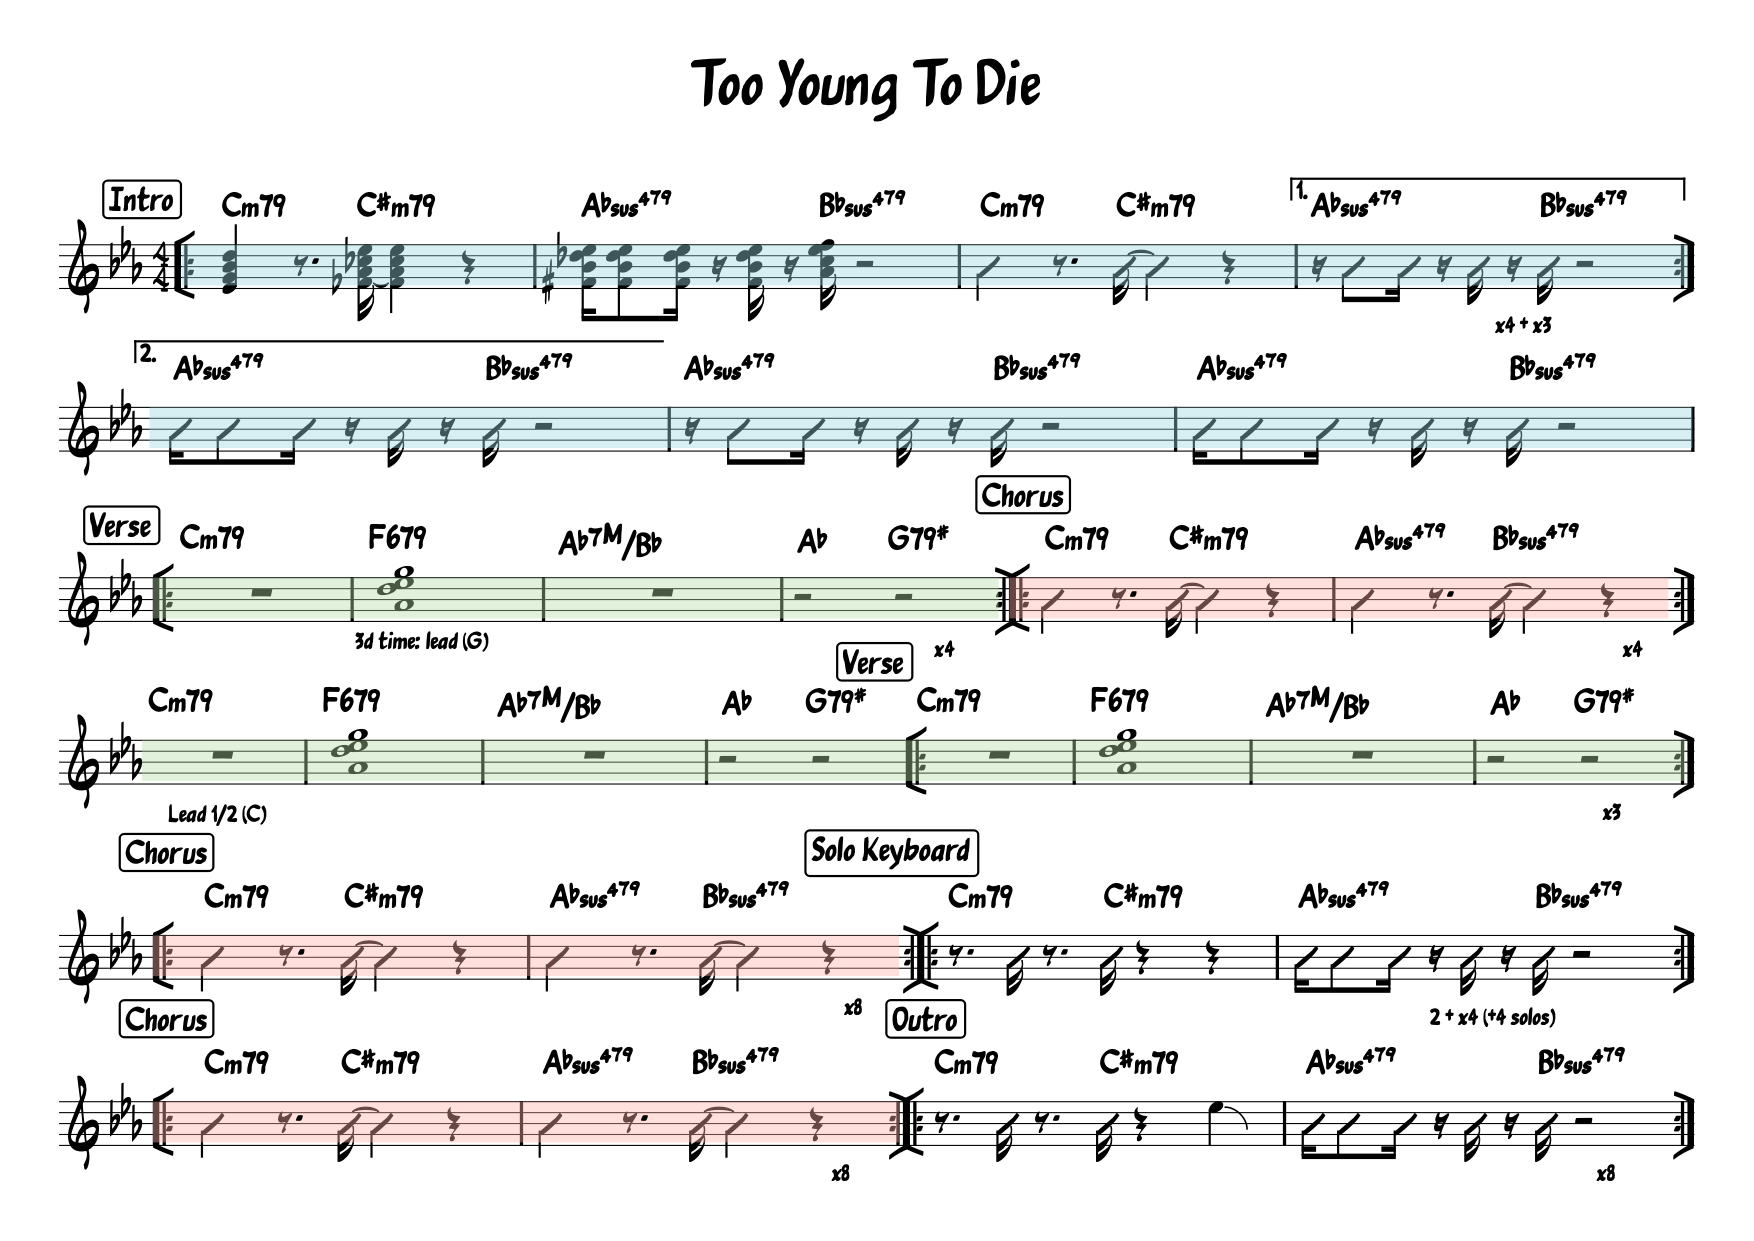 Too Young To Die
Intro
Cm79 C#m79 A♭sus479 B♭sus479 Cm79 C#m79 1. A♭sus479 B♭sus479
4
4
x4 + x3
2. A♭sus479 B♭sus479 A♭sus479 B♭sus479 A♭sus479 B♭sus479
Chorus
Verse
Cm79 F679 A♭7M/B♭ A♭ G79# Cm79 C#m79 A♭sus479 B♭sus479
3d time: lead (G) x4 x4
Verse
Cm79 F679 A♭7M/B♭ A♭ G79# Cm79 F679 A♭7M/B♭ A♭ G79#
Lead 1/2 (C) x3
Chorus Solo Keyboard
Cm79 C#m79 A♭sus479 B♭sus479 Cm79 C#m79 A♭sus479 B♭sus479
x8 2 + x4 (+4 solos)
Chorus Outro
Cm79 C#m79 A♭sus479 B♭sus479 Cm79 C#m79 A♭sus479 B♭sus479
x8 x8